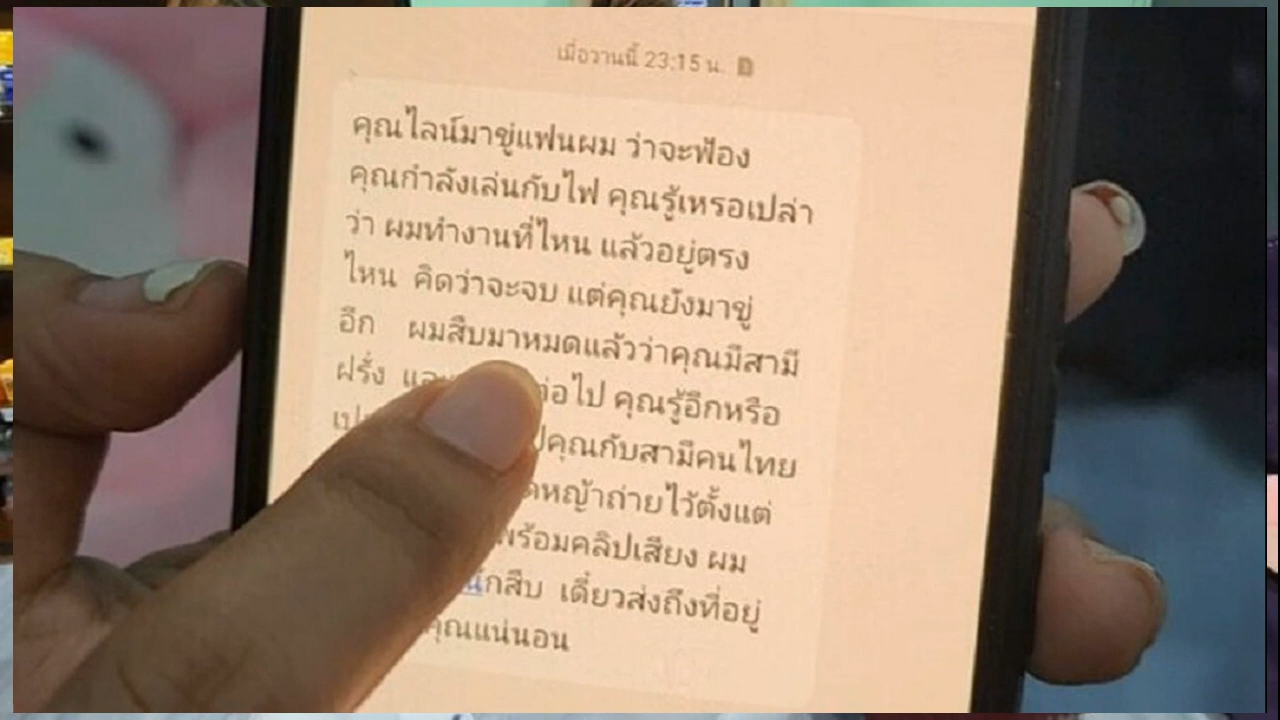 เมื่อวานนี้ 23:15 น.
คุณไลน์มาขู่แฟนผม ว่าจะฟ้อง
คุณกำลังเล่นกับไฟ คุณรู้เหรอเปล่า
ว่า ผมทำงานที่ไหน แล้วอยู่ตรง
ไหน คิดว่าจะจบ แต่คุณยังมาขู่
อีก ผมสืบมาหมดแล้วว่าคุณมีสามี
ฝรั่ง ต่อไป คุณรู้อีกหรือ
คุณกับสามีคนไทย
หญ้าถ่ายไว้ตั้งแต่
พร้อมคลิปเสียง ผม
นักสืบ เดี๋ยวส่งถึงที่อยู่
คุณแน่นอน